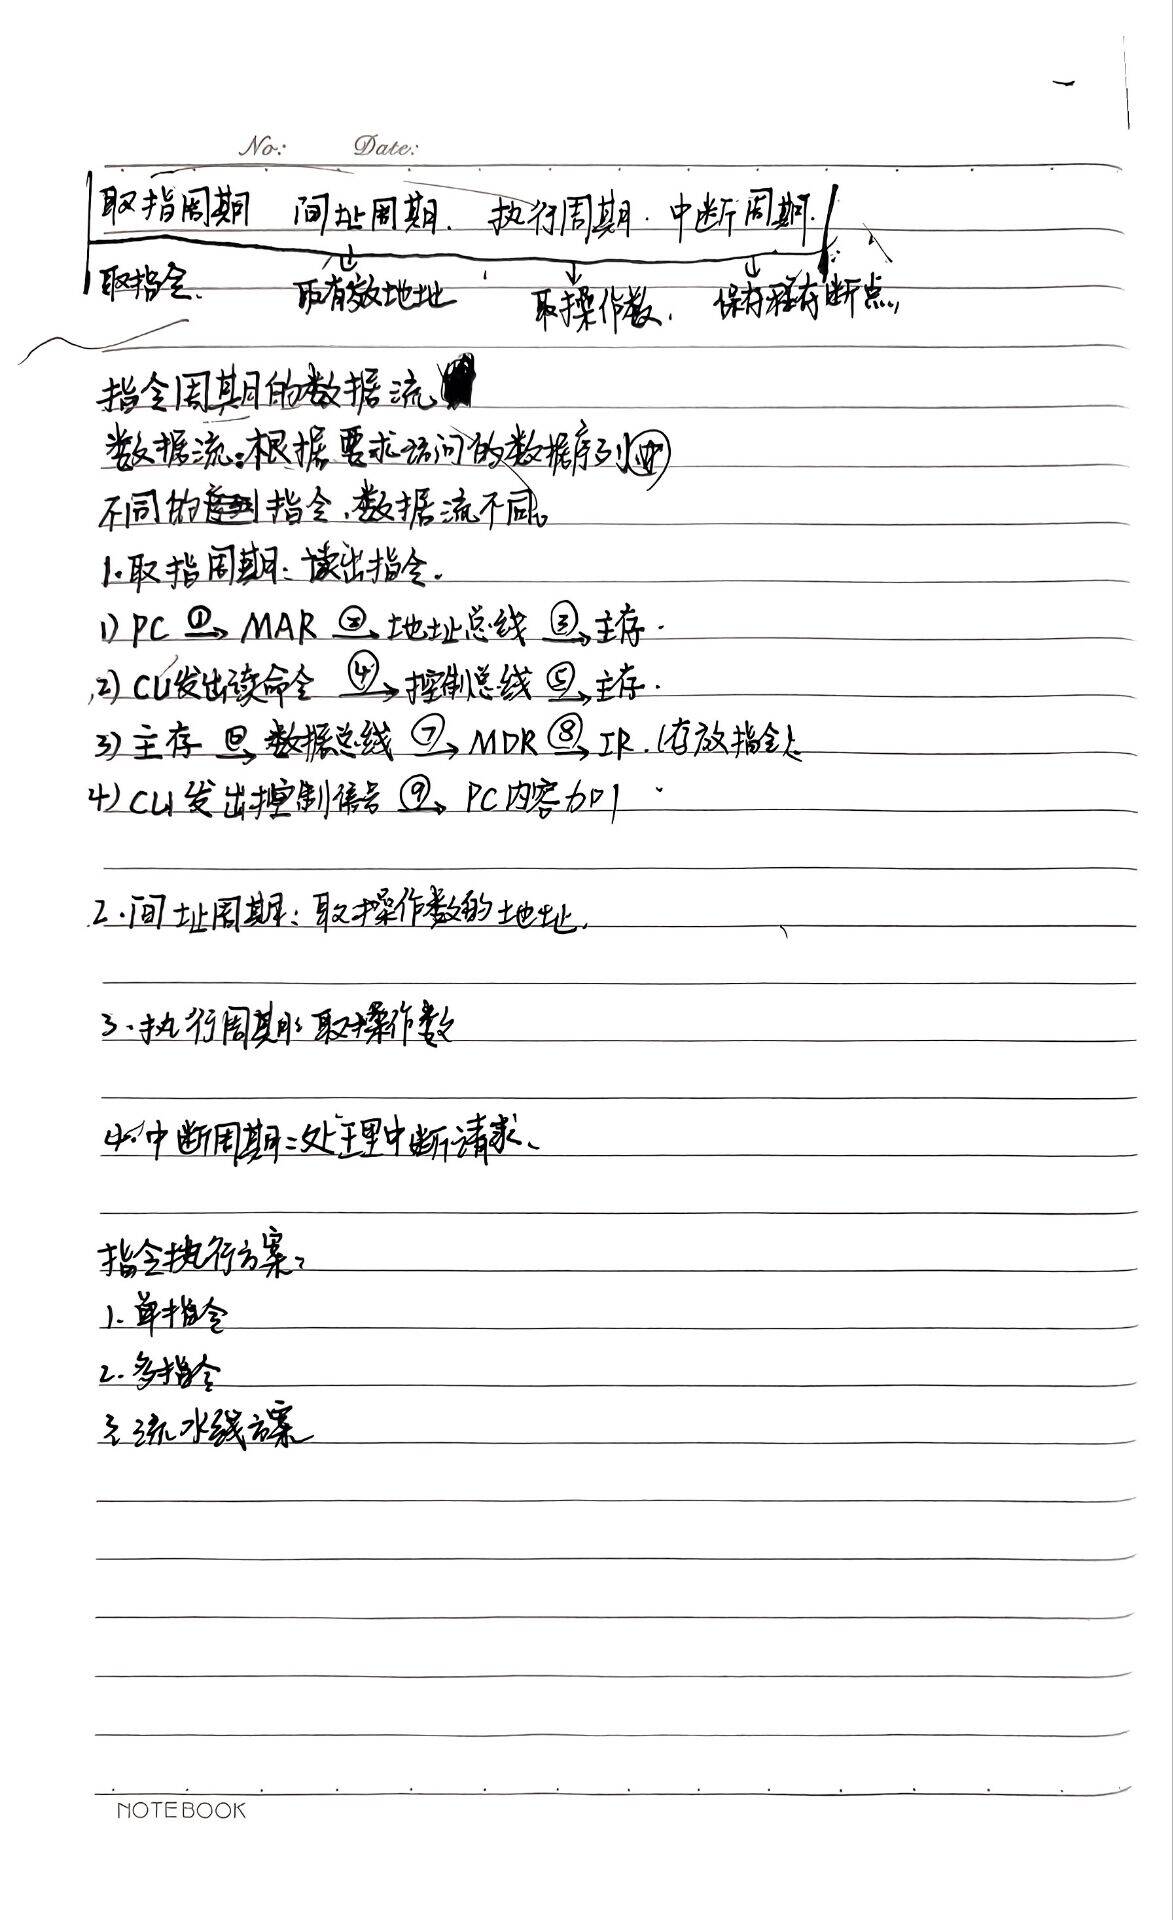 No: Date:
取指周期 间址周期. 执行周期. 中断周期.
取指令. 取有效地址 取操作数. 保存程存断点,
指令周期的数据流
数据流:根据要求访问的数据序列
不同的 指令,数据流不同。
1.取指周期:读出指令.
1) PC ①→ MAR ②→ 地址总线 ③→主存.
2) CU发出读命令 ④→控制总线 ⑤→主存.
3) 主存 → 数据总线 ⑦→ MDR ⑧→ IR.(存放指令)
4) CU 发出控制信号 ⑨→ PC内容加1
2.间址周期:取操作数的地址.
3.执行周期:取操作数
4.中断周期:处理中断请求、
指令执行方案:
1.单指令
2.多指令
3.流水线方案
NOTEBOOK